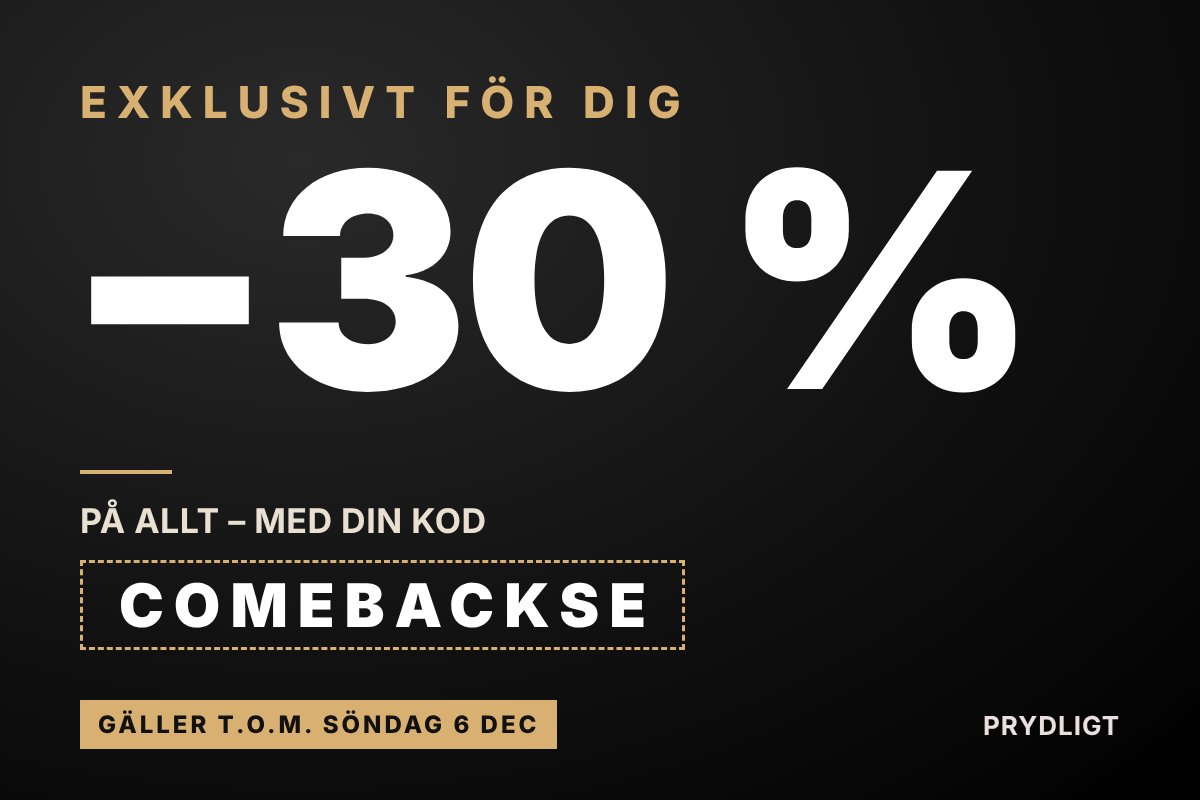 EXKLUSIVT FÖR DIG
–30 %
PÅ ALLT – MED DIN KOD
COMEBACKSE
GÄLLER T.O.M. SÖNDAG 6 DEC
PRYDLIGT